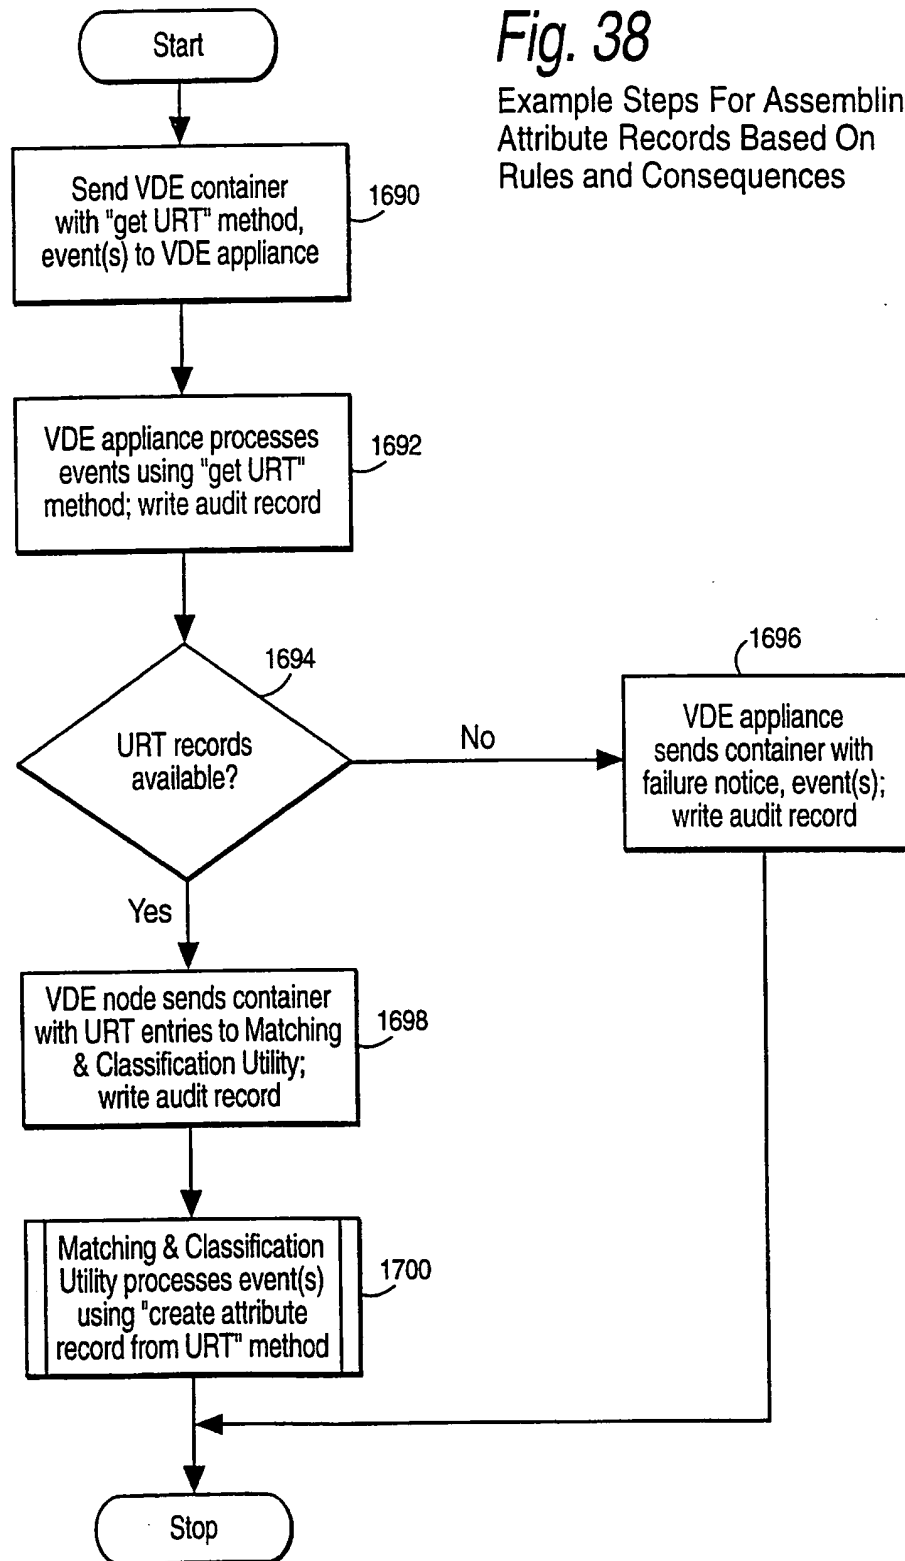 Fig. 38
Example Steps For Assemblin
Attribute Records Based On
Rules and Consequences
Start
Send VDE container
with "get URT" method,
event(s) to VDE appliance
1690
VDE appliance processes
events using "get URT"
method; write audit record
1692
URT records
available?
1694
No
1696
VDE appliance
sends container with
failure notice, event(s);
write audit record
Yes
VDE node sends container
with URT entries to Matching
& Classification Utility;
write audit record
1698
Matching & Classification
Utility processes event(s)
using "create attribute
record from URT" method
1700
Stop